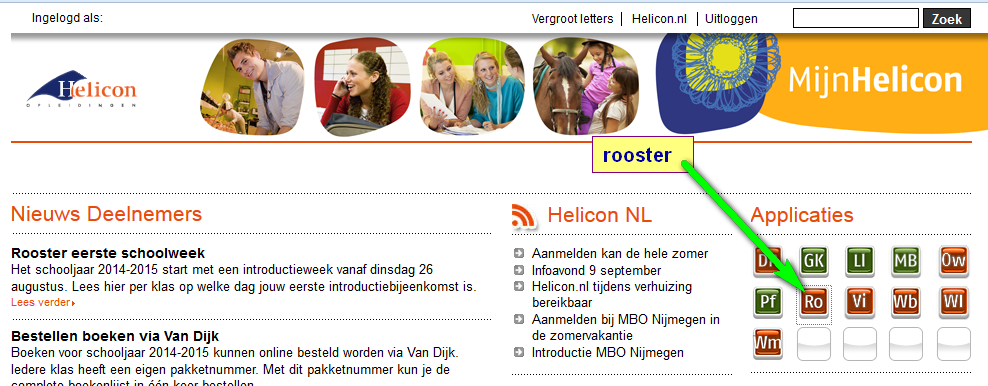 Ingelogd als:
Vergroot letters | Helicon.nl | Uitloggen
Zoek
Helicon
OPLEIDINGEN
MijnHelicon
rooster
Nieuws Deelnemers
Rooster eerste schoolweek
Het schooljaar 2014-2015 start met een introductieweek vanaf dinsdag 26
augustus. Lees hier per klas op welke dag jouw eerste introductiebijeenkomst is.
Lees verder
Bestellen boeken via Van Dijk
Boeken voor schooljaar 2014-2015 kunnen online besteld worden via Van Dijk.
Iedere klas heeft een eigen pakketnummer. Met dit pakketnummer kun je de
complete boekenlijst in één keer bestellen.
Helicon NL
Aanmelden kan de hele zomer
Infoavond 9 september
Helicon.nl tijdens verhuizing
bereikbaar
Aanmelden bij MBO Nijmegen in
de zomervakantie
Introductie MBO Nijmegen
Applicaties
GK LI MB Ow
Pf Ro Vi Wb WI
Wm